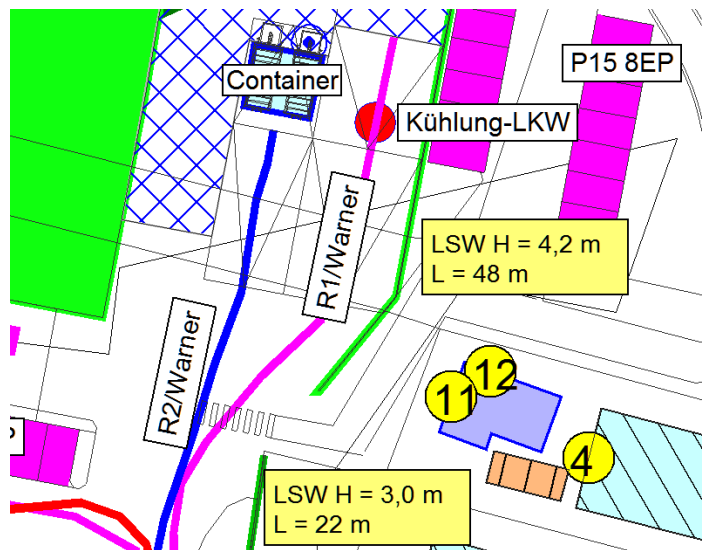 Container
P15 8EP
Kühlung-LKW
LSW H = 4,2 m
L = 48 m
R1/Warner
R2/Warner
12
11
4
LSW H = 3,0 m
L = 22 m